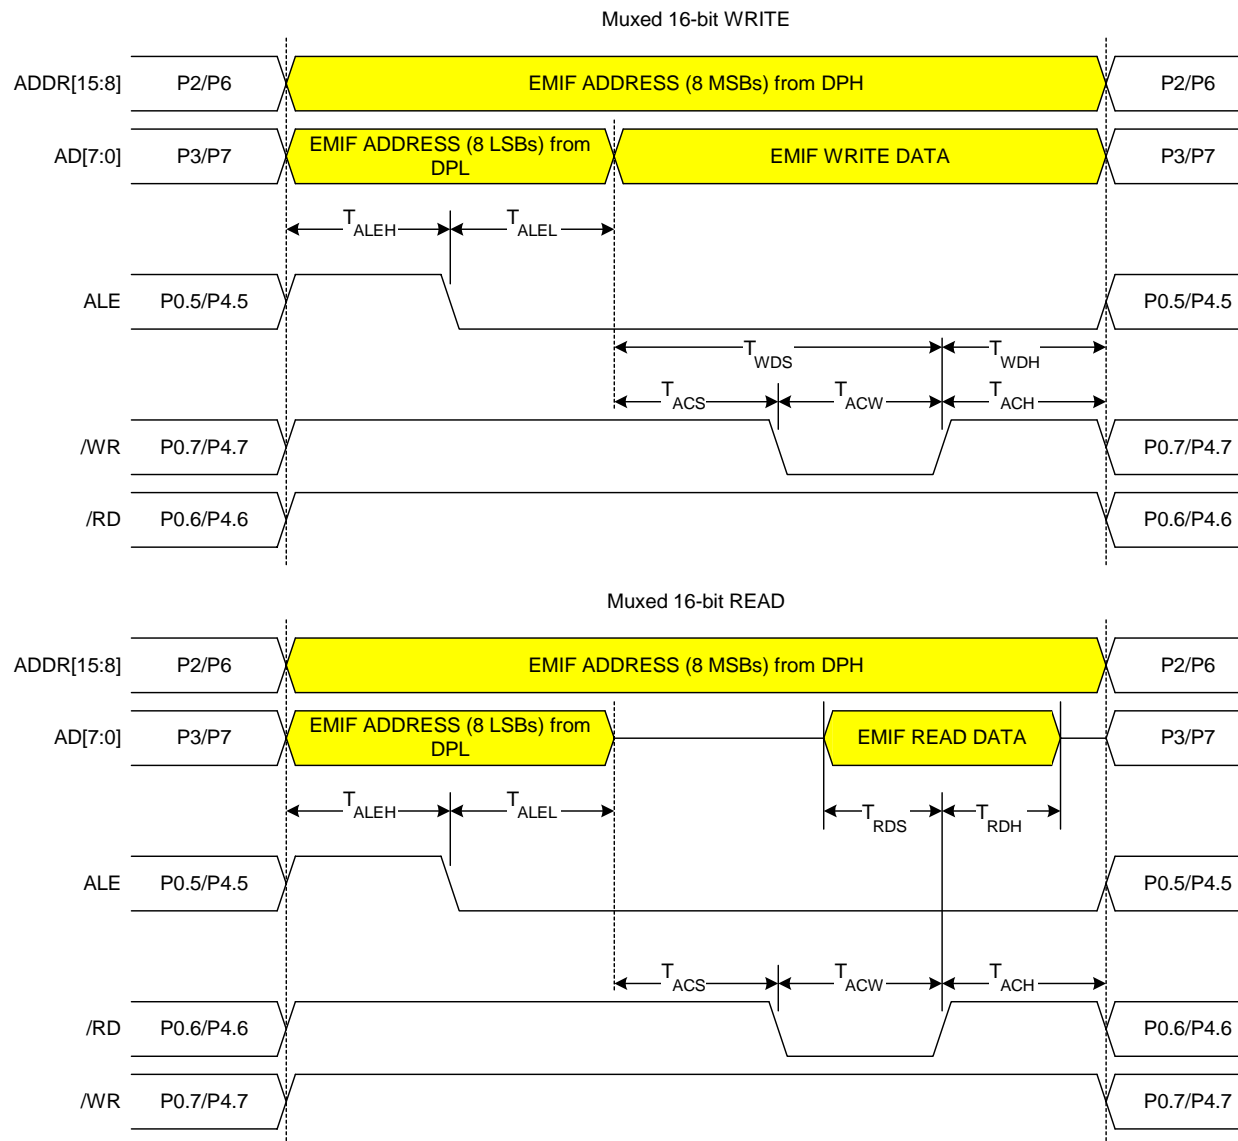 Muxed 16-bit WRITE
ADDR[15:8] P2/P6 EMIF ADDRESS (8 MSBs) from DPH P2/P6
AD[7:0] P3/P7 EMIF ADDRESS (8 LSBs) from DPL EMIF WRITE DATA P3/P7
TALEH TALEL
ALE P0.5/P4.5 P0.5/P4.5
TWDS TWDH
TACS TACW TACH
/WR P0.7/P4.7 P0.7/P4.7
/RD P0.6/P4.6 P0.6/P4.6
Muxed 16-bit READ
ADDR[15:8] P2/P6 EMIF ADDRESS (8 MSBs) from DPH P2/P6
AD[7:0] P3/P7 EMIF ADDRESS (8 LSBs) from DPL EMIF READ DATA P3/P7
TALEH TALEL TRDS TRDH
ALE P0.5/P4.5 P0.5/P4.5
TACS TACW TACH
/RD P0.6/P4.6 P0.6/P4.6
/WR P0.7/P4.7 P0.7/P4.7